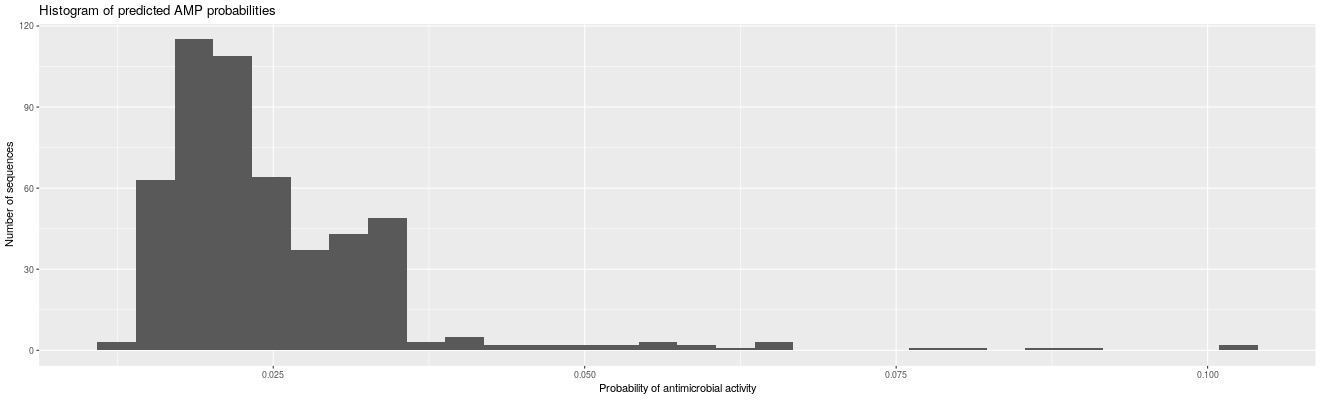 Histogram of predicted AMP probabilities
120
90
60
30
0
Number of sequences
0.025 0.050 0.075 0.100
Probability of antimicrobial activity